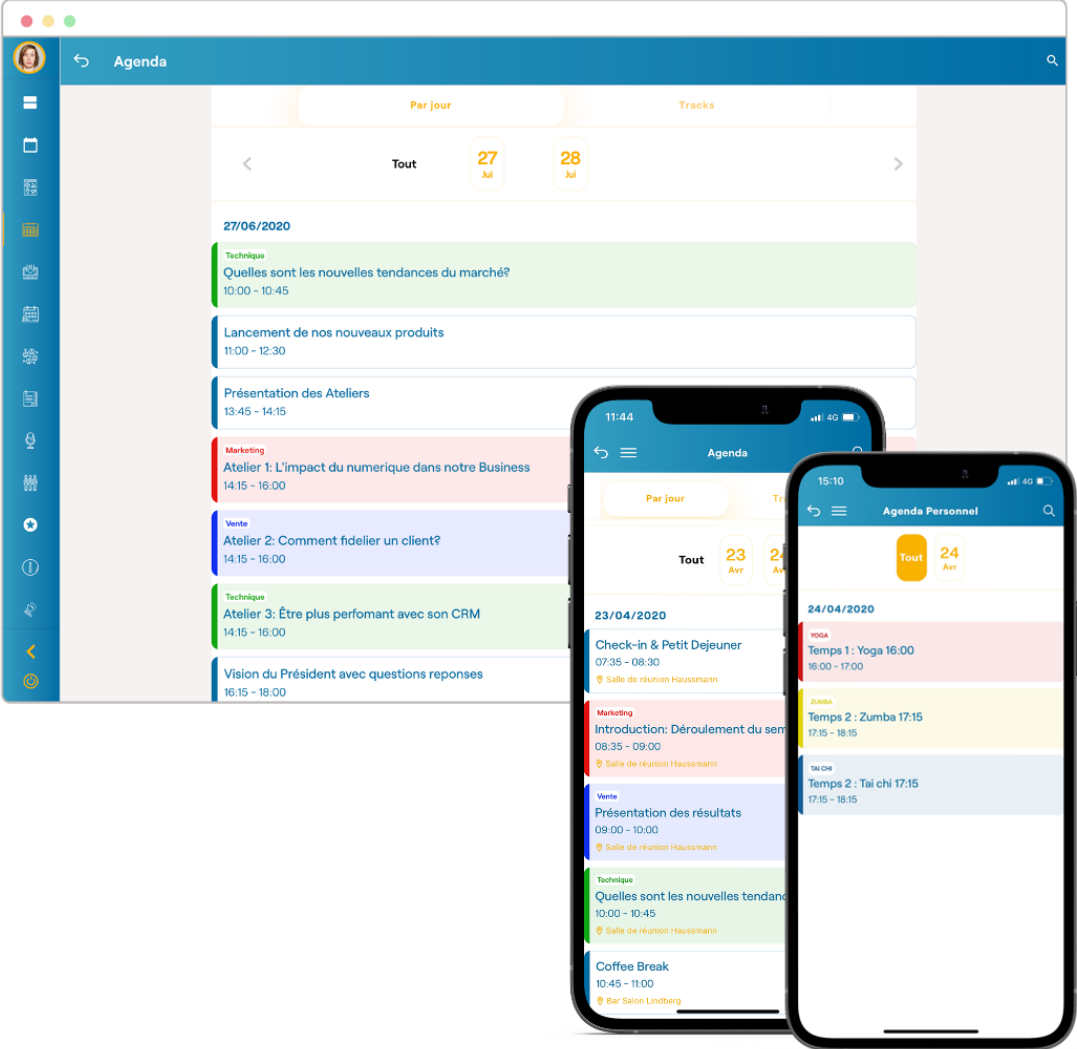 Agenda
Par jour
Tracks
Tout
27
Jui
28
Jui
27/06/2020
Technique
Quelles sont les nouvelles tendances du marché?
10:00 - 10:45
Lancement de nos nouveaux produits
11:00 - 12:30
Présentation des Ateliers
13:45 - 14:15
Marketing
Atelier 1: L'impact du numerique dans notre Business
14:15 - 16:00
Vente
Atelier 2: Comment fidelier un client?
14:15 - 16:00
Technique
Atelier 3: Être plus perfomant avec son CRM
14:15 - 16:00
Vision du Président avec questions reponses
16:15 - 18:00
11:44
4G
Agenda
Par jour
Tout
23
Avr
23/04/2020
Check-in & Petit Dejeuner
07:35 - 08:30
Salle de réunion Haussmann
Marketing
Introduction: Déroulement du sem
08:35 - 09:00
Salle de réunion Haussmann
Vente
Présentation des résultats
09:00 - 10:00
Salle de réunion Haussmann
Technique
Quelles sont les nouvelles tendanc
10:00 - 10:45
Salle de réunion Haussmann
Coffee Break
10:45 - 11:00
Bar Salon Lindberg
15:10
4G
Agenda Personnel
Tout
24
Avr
24/04/2020
YOGA
Temps 1 : Yoga 16:00
16:00 - 17:00
ZUMBA
Temps 2 : Zumba 17:15
17:15 - 18:15
TAI CHI
Temps 2 : Tai chi 17:15
17:15 - 18:15